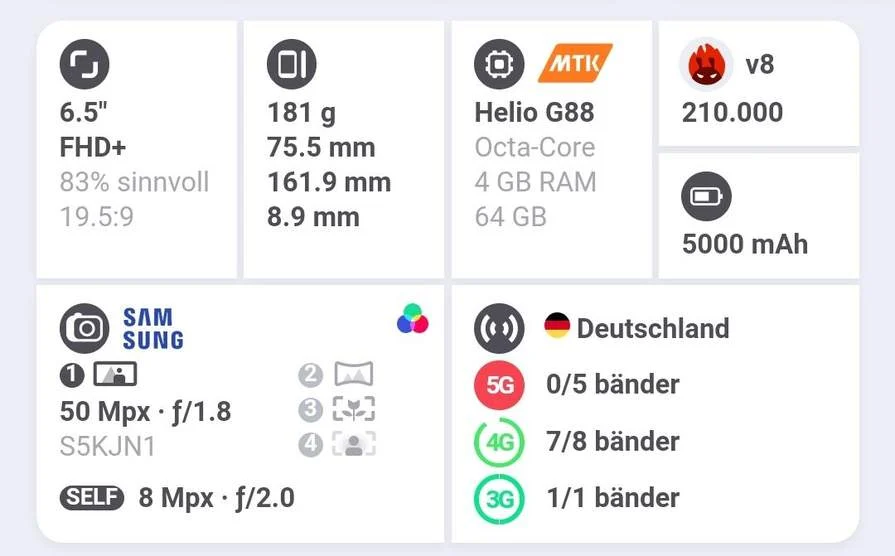 6.5"
FHD+
83% sinnvoll
19.5:9
181 g
75.5 mm
161.9 mm
8.9 mm
MTK
Helio G88
Octa-Core
4 GB RAM
64 GB
v8
210.000
5000 mAh
SAM
SUNG
1
50 Mpx · ƒ/1.8
S5KJN1
2
3
4
SELF 8 Mpx · ƒ/2.0
Deutschland
5G 0/5 bänder
4G 7/8 bänder
3G 1/1 bänder